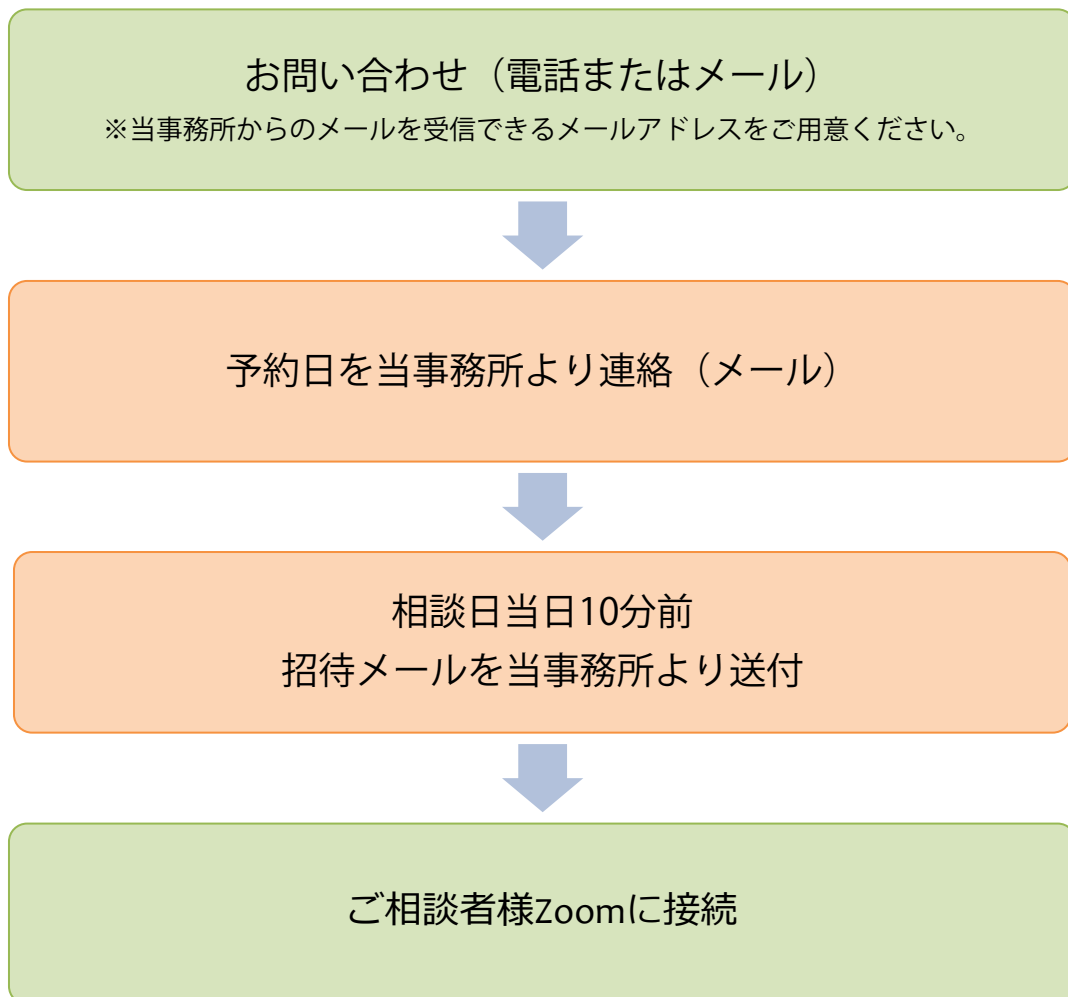 お問い合わせ（電話またはメール）
※当事務所からのメールを受信できるメールアドレスをご用意ください。
予約日を当事務所より連絡（メール）
相談日当日10分前
招待メールを当事務所より送付
ご相談者様Zoomに接続